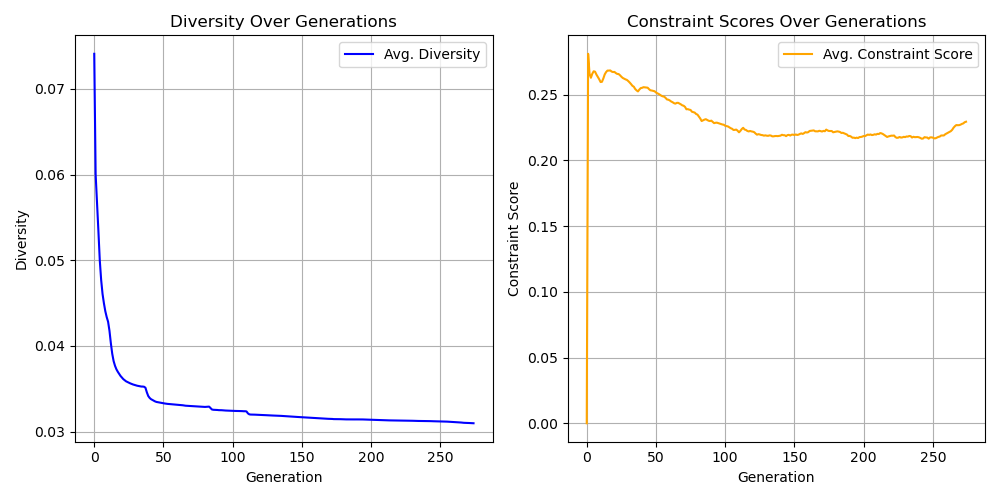 Diversity Over Generations
Avg. Diversity
0.07
0.06
0.05
0.04
0.03
Diversity
0 50 100 150 200 250
Generation
Constraint Scores Over Generations
Avg. Constraint Score
0.25
0.20
0.15
0.10
0.05
0.00
Constraint Score
0 50 100 150 200 250
Generation